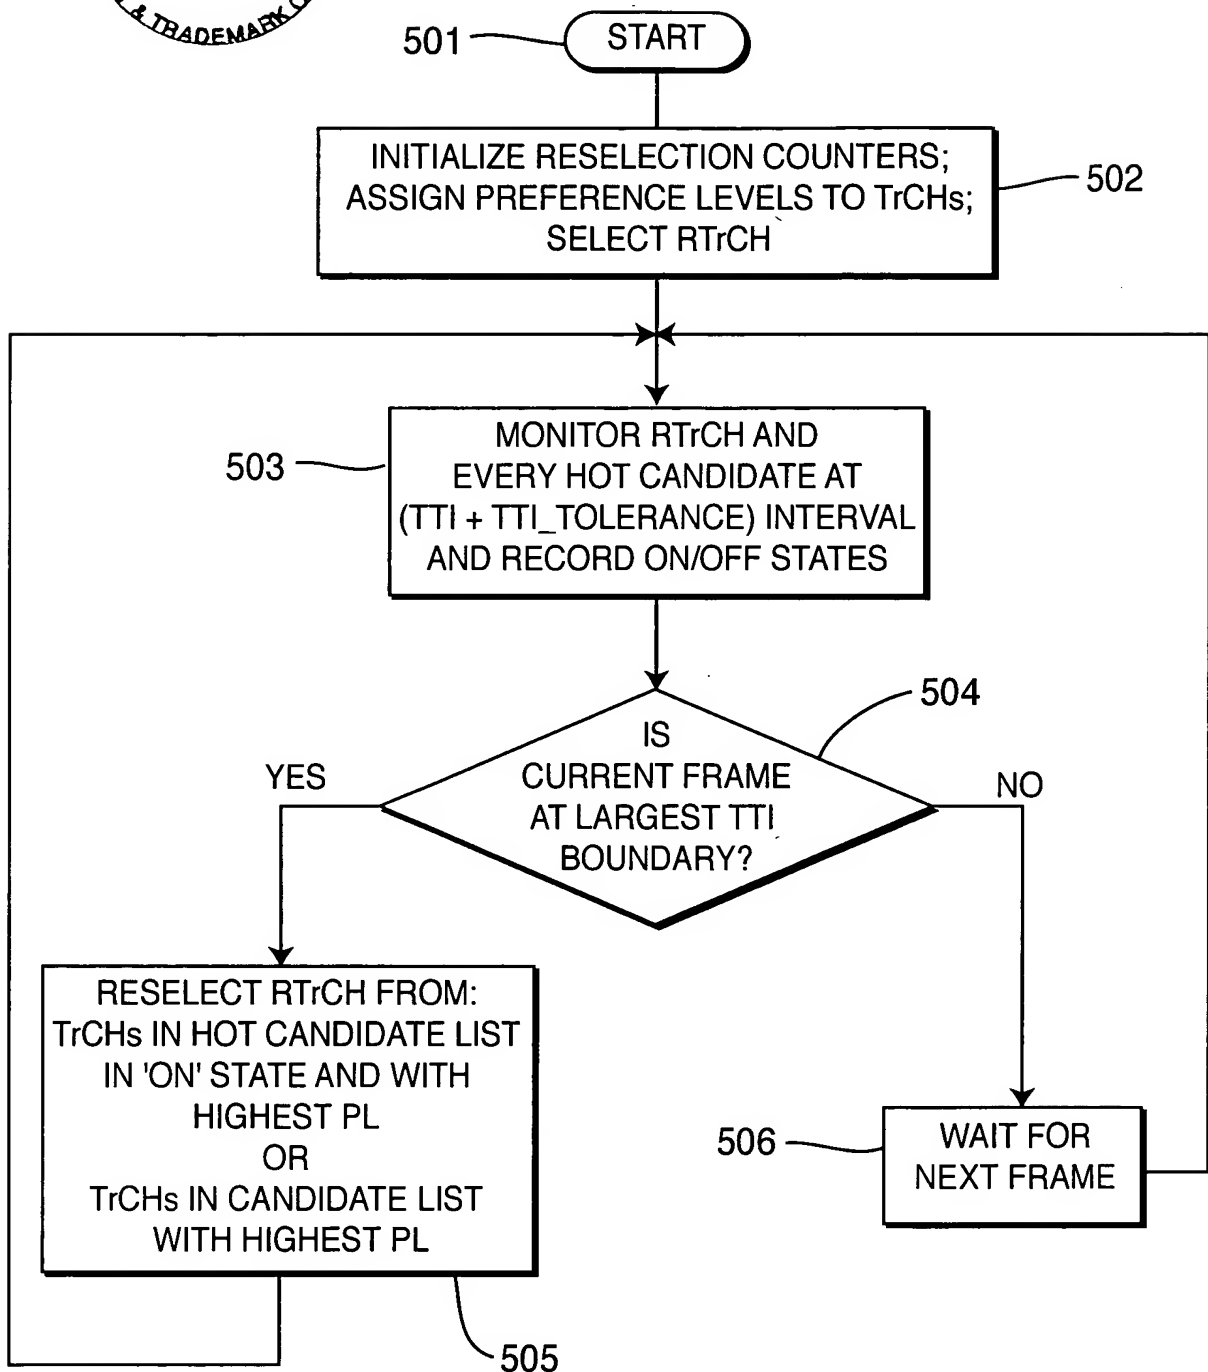 & TRADEMARK
501
START
INITIALIZE RESELECTION COUNTERS;
ASSIGN PREFERENCE LEVELS TO TrCHs;
SELECT RTrCH
502
503
MONITOR RTrCH AND
EVERY HOT CANDIDATE AT
(TTI + TTI_TOLERANCE) INTERVAL
AND RECORD ON/OFF STATES
504
IS
CURRENT FRAME
AT LARGEST TTI
BOUNDARY?
YES
NO
RESELECT RTrCH FROM:
TrCHs IN HOT CANDIDATE LIST
IN 'ON' STATE AND WITH
HIGHEST PL
OR
TrCHs IN CANDIDATE LIST
WITH HIGHEST PL
505
506
WAIT FOR
NEXT FRAME